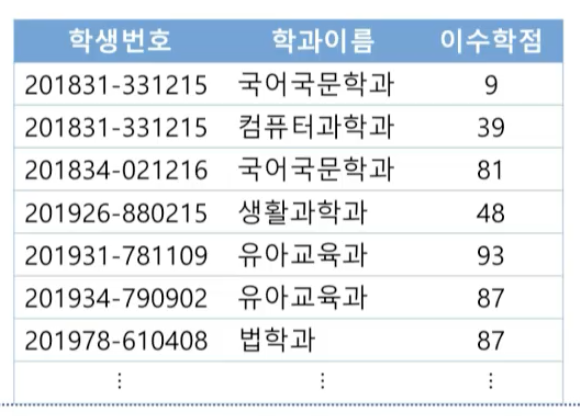 학생번호 학과이름 이수학점
201831-331215 국어국문학과 9
201831-331215 컴퓨터과학과 39
201834-021216 국어국문학과 81
201926-880215 생활과학과 48
201931-781109 유아교육과 93
201934-790902 유아교육과 87
201978-610408 법학과 87
⋮ ⋮ ⋮